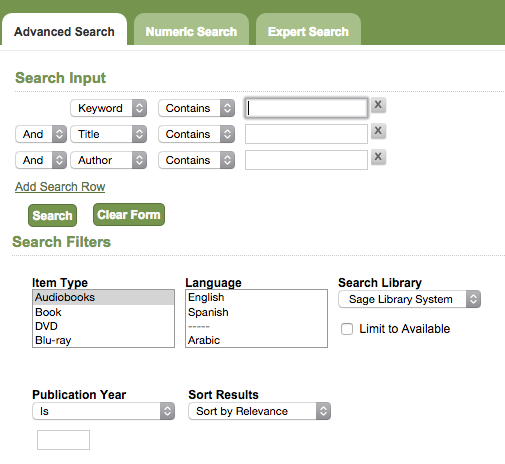 Advanced Search Numeric Search Expert Search
Search Input
Keyword Contains X
And Title Contains X
And Author Contains X
Add Search Row
Search Clear Form
Search Filters
Item Type Language Search Library
Audiobooks English Sage Library System
Book Spanish
DVD ----- Limit to Available
Blu-ray Arabic
Publication Year Sort Results
Is Sort by Relevance